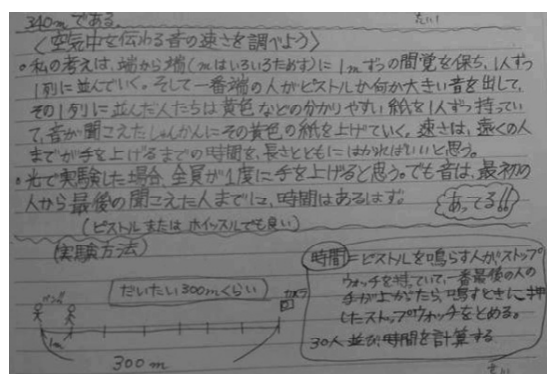 340mである。
〈空気中を伝わる音の速さを調べよう〉
・私の考えは、端から端(mはいろいろためす)に1mずつの間覚を保ち、1人ずつ
1列に並んでいく。そして一番端の人がピストルか何か大きい音を出して、
その1列に並んだ人たちは黄色などの分かりやすい紙を1人ずつ持ってい
て、音が聞こえたしゅんかんにその黄色の紙を上げていく。速さは、遠くの人
までが手を上げるまでの時間を、長さとともにはかればいいと思う。
・光で実験した場合、全員が1度に手を上げると思う。でも音は、最初の
人から最後の聞こえた人までに、時間はあるはず。
あってる!!
(ピストルまたはホイッスルでも良い)
(実験方法)
だいたい300mくらい
カメラ
1m
300m
時間=ピストルを鳴らす人がストップ
ウォッチを持っていて、一番最後の人の
手が上がったら、鳴すときに押
したストップウォッチをとめる。
30人並び時間を計算する